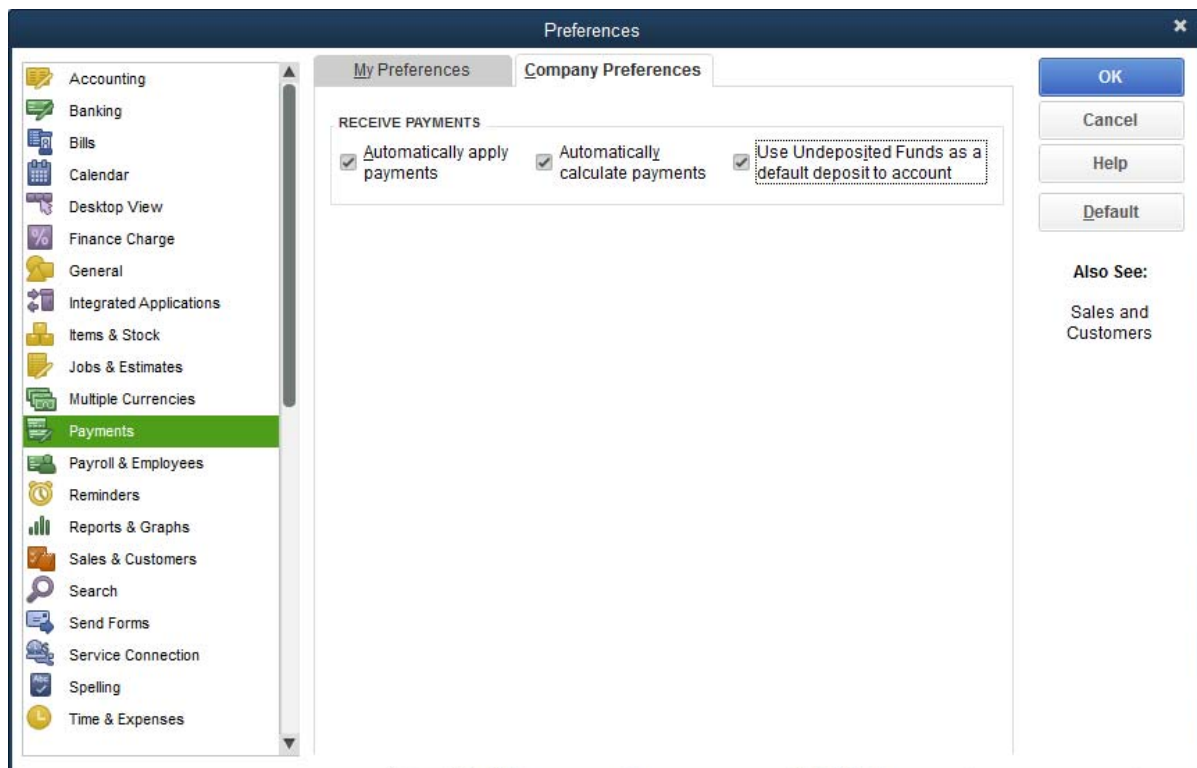 Preferences
Accounting
Banking
Bills
Calendar
Desktop View
Finance Charge
General
Integrated Applications
Items & Stock
Jobs & Estimates
Multiple Currencies
Payments
Payroll & Employees
Reminders
Reports & Graphs
Sales & Customers
Search
Send Forms
Service Connection
Abc
Spelling
Time & Expenses
My Preferences
Company Preferences
RECEIVE PAYMENTS
Automatically apply
payments
Automatically
calculate payments
Use Undeposited Funds as a
default deposit to account
OK
Cancel
Help
Default
Also See:
Sales and
Customers